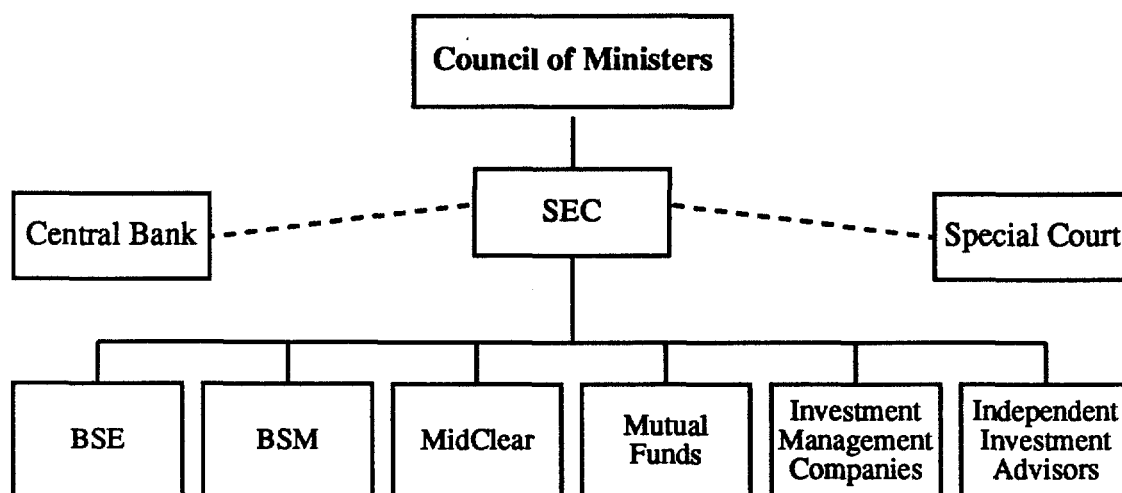 Council of Ministers
SEC
Central Bank
Special Court
BSE
BSM
MidClear
Mutual
Funds
Investment
Management
Companies
Independent
Investment
Advisors